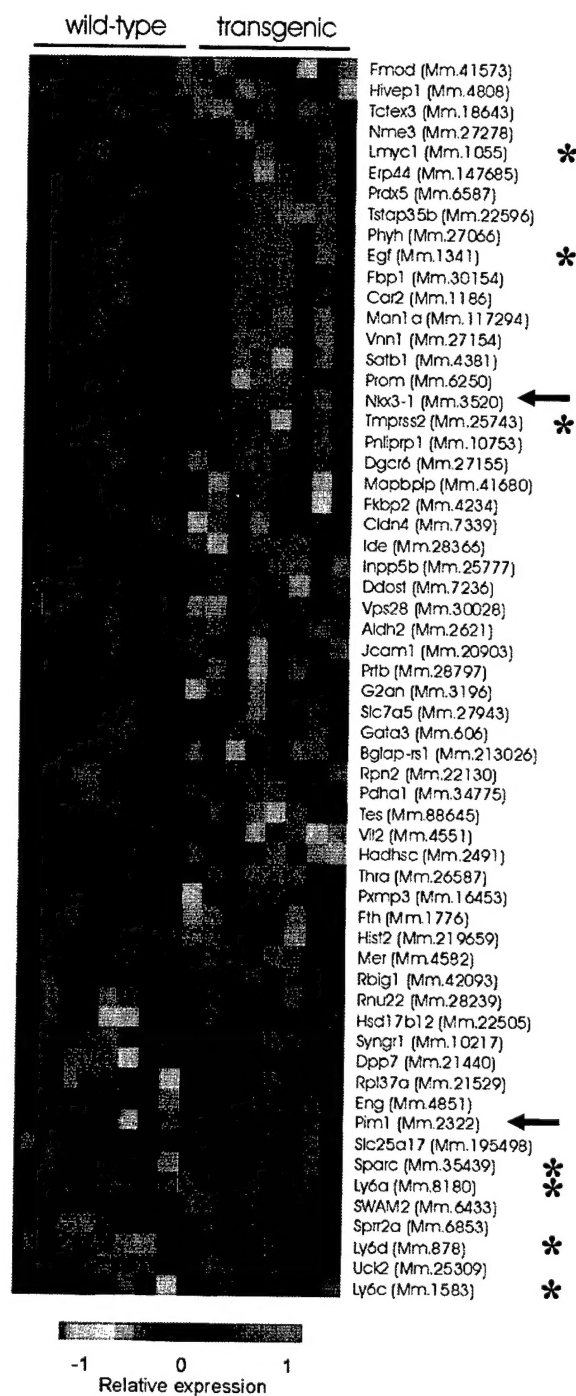 wild-type transgenic
Fmod (Mm.41573)
Hivep1 (Mm.4808)
Tctex3 (Mm.18643)
Nme3 (Mm.27278)
Lmyc1 (Mm.1055) *
Erp44 (Mm.147685)
Prdx5 (Mm.6587)
Tstap35b (Mm.22596)
Phyh (Mm.27066)
Egf (Mm.1341) *
Fbp1 (Mm.30154)
Car2 (Mm.1186)
Man1a (Mm.117294)
Vnn1 (Mm.27154)
Satb1 (Mm.4381)
Prom (Mm.6250)
Nkx3-1 (Mm.3520)
Tmprss2 (Mm.25743) *
Pnliprp1 (Mm.10753)
Dgcr6 (Mm.27155)
Mapbpip (Mm.41680)
Fkbp2 (Mm.4234)
Cldn4 (Mm.7339)
Ide (Mm.28366)
Inpp5b (Mm.25777)
Ddost (Mm.7236)
Vps28 (Mm.30028)
Aldh2 (Mm.2621)
Jcam1 (Mm.20903)
Prtb (Mm.28797)
G2an (Mm.3196)
Slc7a5 (Mm.27943)
Gata3 (Mm.606)
Bglap-rs1 (Mm.213026)
Rpn2 (Mm.22130)
Pdha1 (Mm.34775)
Tes (Mm.88645)
Vil2 (Mm.4551)
Hadhsc (Mm.2491)
Thra (Mm.26587)
Pxmp3 (Mm.16453)
Fth (Mm.1776)
Hist2 (Mm.219659)
Mer (Mm.4582)
Rbig1 (Mm.42093)
Rnu22 (Mm.28239)
Hsd17b12 (Mm.22505)
Syngr1 (Mm.10217)
Dpp7 (Mm.21440)
Rpl37a (Mm.21529)
Eng (Mm.4851)
Pim1 (Mm.2322)
Slc25a17 (Mm.195498)
Sparc (Mm.35439) *
Ly6a (Mm.8180) *
SWAM2 (Mm.6433)
Sprr2a (Mm.6853)
Ly6d (Mm.878) *
Uck2 (Mm.25309)
Ly6c (Mm.1583) *
-1 0 1
Relative expression